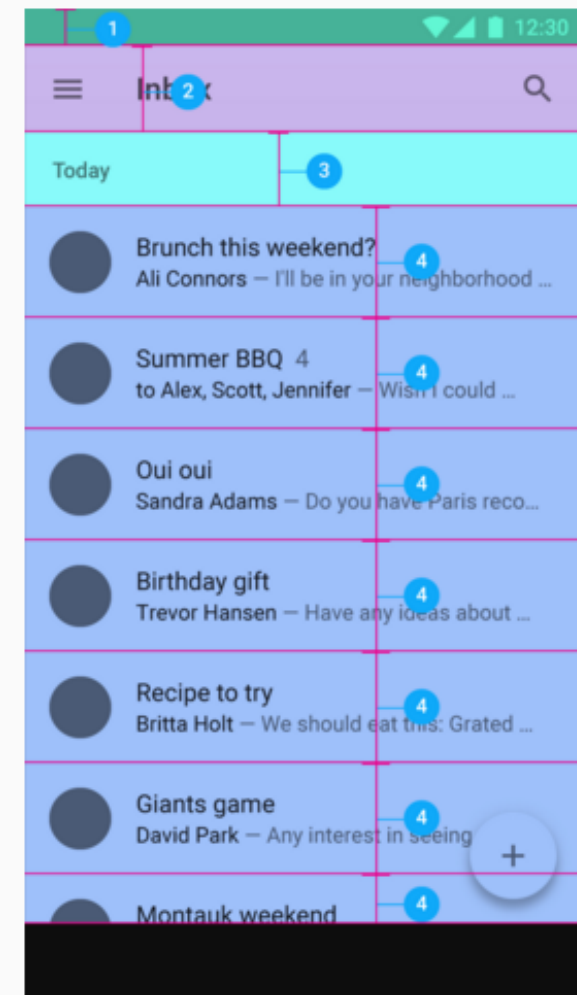 1
12:30
Inbox
2
Today
3
Brunch this weekend?
Ali Connors — I'll be in your neighborhood ...
4
Summer BBQ 4
to Alex, Scott, Jennifer — Wish I could ...
4
Oui oui
Sandra Adams — Do you have Paris reco...
4
Birthday gift
Trevor Hansen — Have any ideas about ...
4
Recipe to try
Britta Holt — We should eat this: Grated ...
4
Giants game
David Park — Any interest in seeing
4
+
Montauk weekend
4